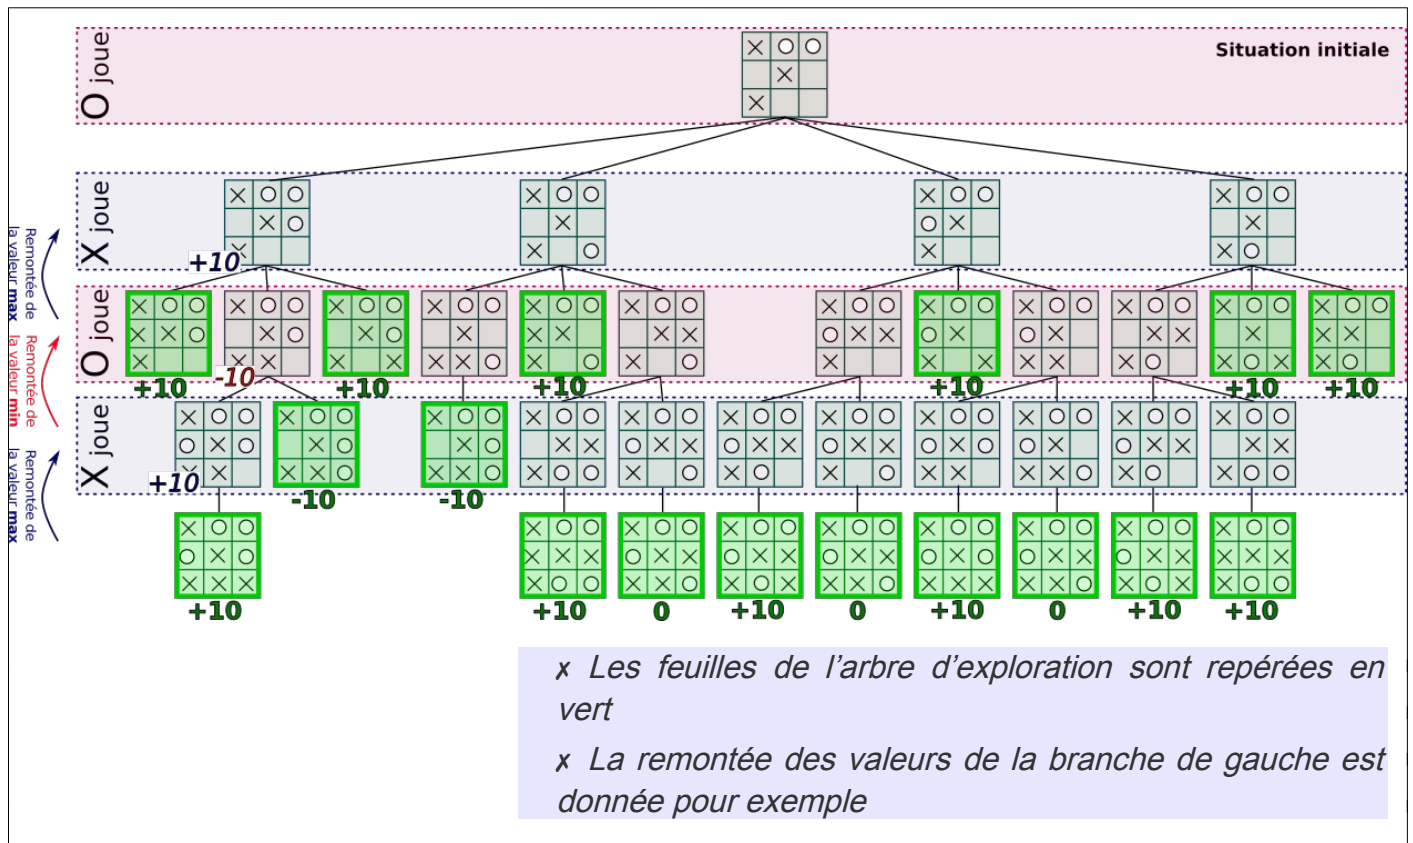 Situation initiale
O joue
X joue
+10
Remontée de
la valeur max
O joue
+10
-10
+10
+10
+10
+10
+10
Remontée de
la valeur min
X joue
+10
-10
-10
Remontée de
la valeur max
+10
+10
0
+10
0
+10
0
+10
+10
✗ Les feuilles de l’arbre d’exploration sont repérées en
vert
✗ La remontée des valeurs de la branche de gauche est
donnée pour exemple